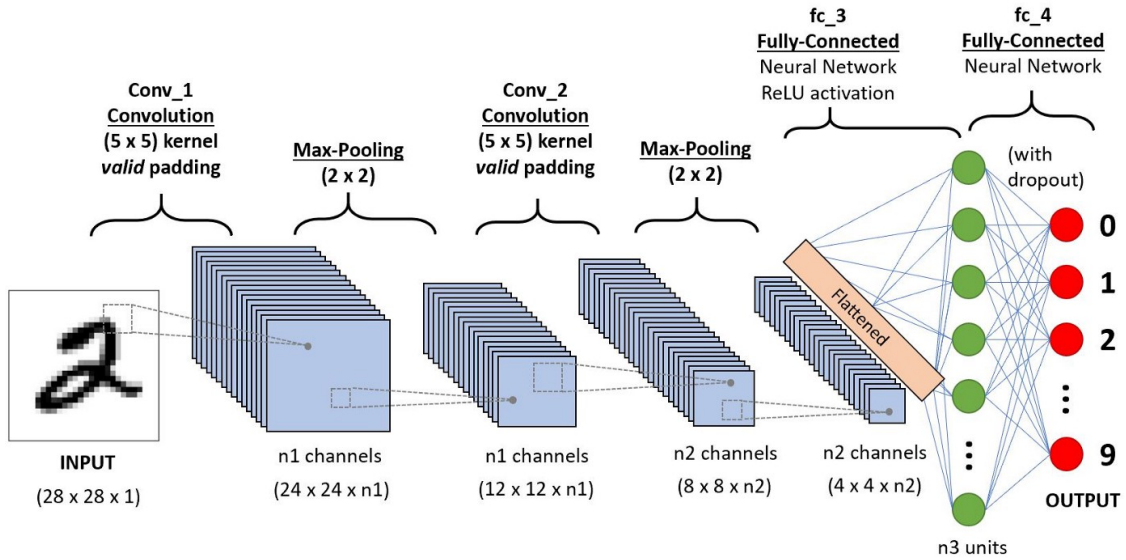 Conv_1
Convolution
(5 x 5) kernel
valid padding
Max-Pooling
(2 x 2)
Conv_2
Convolution
(5 x 5) kernel
valid padding
Max-Pooling
(2 x 2)
fc_3
Fully-Connected
Neural Network
ReLU activation
fc_4
Fully-Connected
Neural Network
(with
dropout)
2
INPUT
(28 x 28 x 1)
n1 channels
(24 x 24 x n1)
n1 channels
(12 x 12 x n1)
n2 channels
(8 x 8 x n2)
n2 channels
(4 x 4 x n2)
Flattened
...
n3 units
0
1
2
...
9
OUTPUT